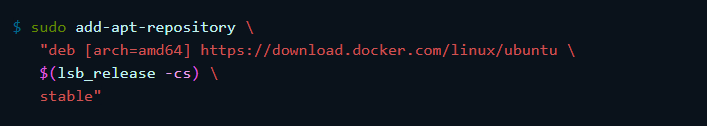 $ sudo add-apt-repository \
"deb [arch=amd64] https://download.docker.com/linux/ubuntu \
$(lsb_release -cs) \
stable"